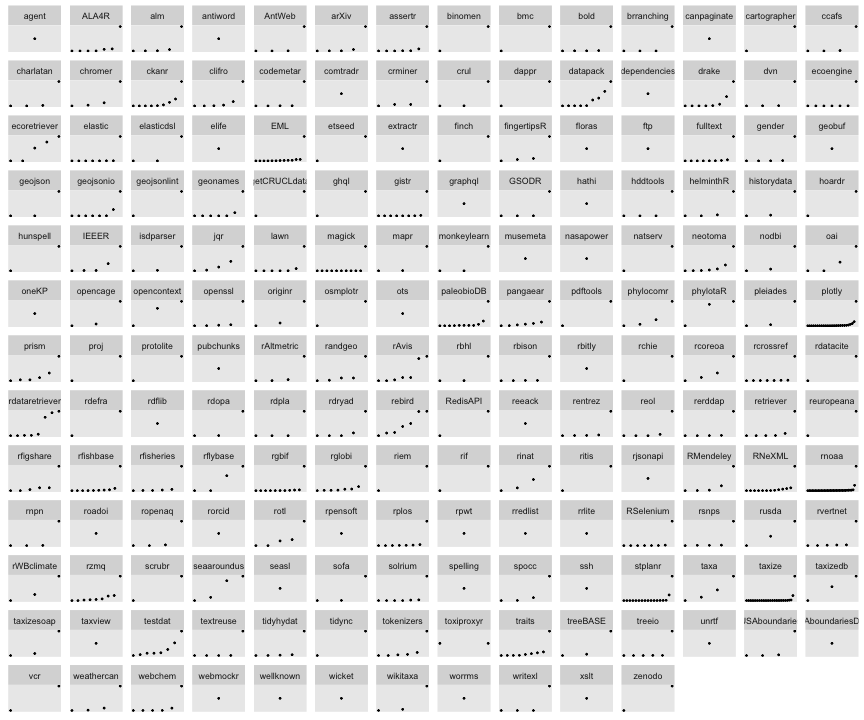 agent ALA4R alm antiword AntWeb arXiv assertr binomen bmc bold brranching canpaginate cartographer ccafs
charlatan chromer ckanr clifro codemetar comtradr crminer crul dappr datapack dependencies drake dvn ecoengine
ecoretriever elastic elasticdsl elife EML etseed extractr finch fingertipsR floras ftp fulltext gender geobuf
geojson geojsonio geojsonlint geonames getCRUCLdata ghql gistr graphql GSODR hathi hddtools helminthR historydata hoardr
hunspell IEEER isdparser jqr lawn magick mapr monkeylearn musemeta nasapower natserv neotoma nodbi oai
oneKP opencage opencontext openssl originr osmplotr ots paleobioDB pangaear pdftools phylocomr phylotaR pleiades plotly
prism proj protolite pubchunks rAltmetric randgeo rAvis rbhl rbison rbitly rchie rcoreoa rcrossref rdatacite
rdataretriever rdefra rdflib rdopa rdpla rdryad rebird RedisAPI reeack rentrez reol rerddap retriever reuropeana
rfigshare rfishbase rfisheries rflybase rgbif rglobi riem rif rinat ritis rjsonapi RMendeley RNeXML rnoaa
rnpn roadoi ropenaq rorcid rotl rpensoft rplos rpwt rredlist rrlite RSelenium rsnps rusda rvertnet
rWBclimate rzmq scrubr seaaroundus seasl sofa solrium spelling spocc ssh stplanr taxa taxize taxizedb
taxizesoap taxview testdat textreuse tidyhydat tidync tokenizers toxiproxyr traits treeBASE treeio unrtf JSAboundarie AboundariesD
vcr weathercan webchem webmockr wellknown wicket wikitaxa worrms writexl xslt zenodo